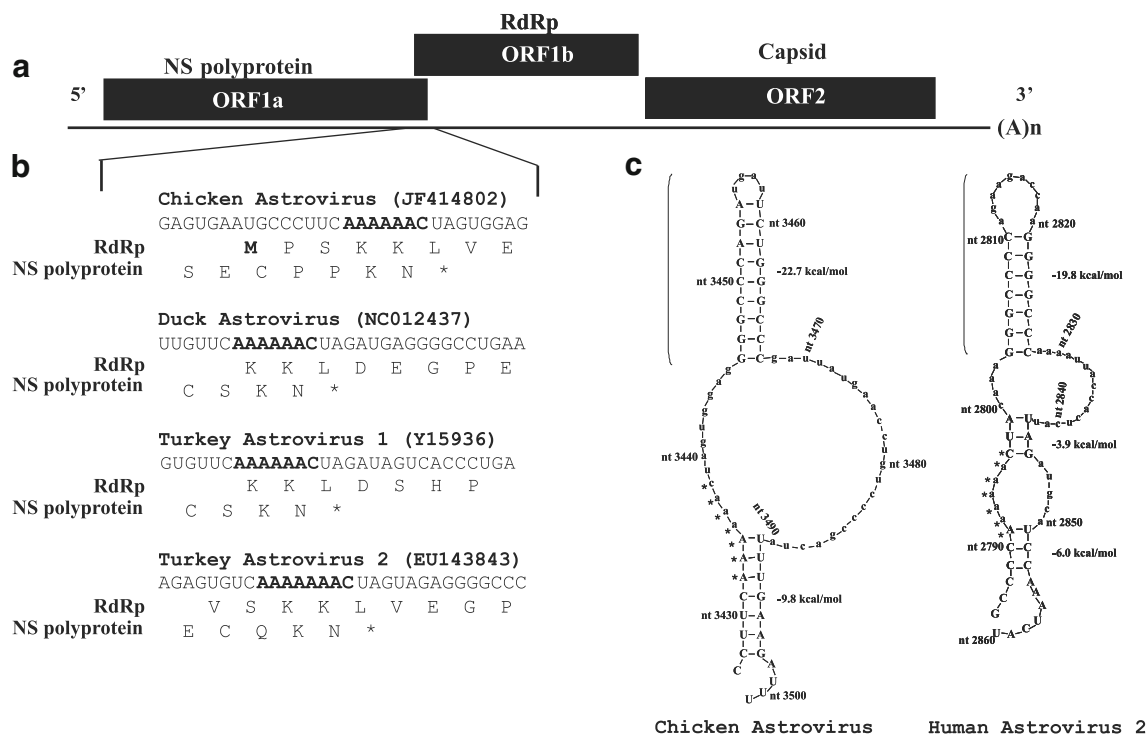 a
RdRp
ORF1b
NS polyprotein
Capsid
5'
ORF1a
ORF2
3'
(A)n
b
Chicken Astrovirus (JF414802)
GAGUGAAUGCCCUUCAAAAAACUAGUGGAG
RdRp M P S K K L V E
NS polyprotein S E C P P K N *
Duck Astrovirus (NC012437)
UUGUUCAAAAAACUAGAUGAGGGGCCUGAA
RdRp K K L D E G P E
NS polyprotein C S K N *
Turkey Astrovirus 1 (Y15936)
GUGUUCAAAAAACUAGAUAGUCACCCUGA
RdRp K K L D S H P
NS polyprotein C S K N *
Turkey Astrovirus 2 (EU143843)
AGAGUGUCAAAAAAACUAGUAGAGGGGCCC
RdRp V S K K L V E G P
NS polyprotein E C Q K N *
c
nt 3460
-22.7 kcal/mol
nt 3450
nt 3470
nt 3440
nt 3480
nt 3490
-9.8 kcal/mol
nt 3430
nt 3500
Chicken Astrovirus
nt 2820
nt 2810
-19.8 kcal/mol
nt 2830
nt 2840
nt 2800
-3.9 kcal/mol
nt 2850
nt 2790
-6.0 kcal/mol
nt 2860
Human Astrovirus 2